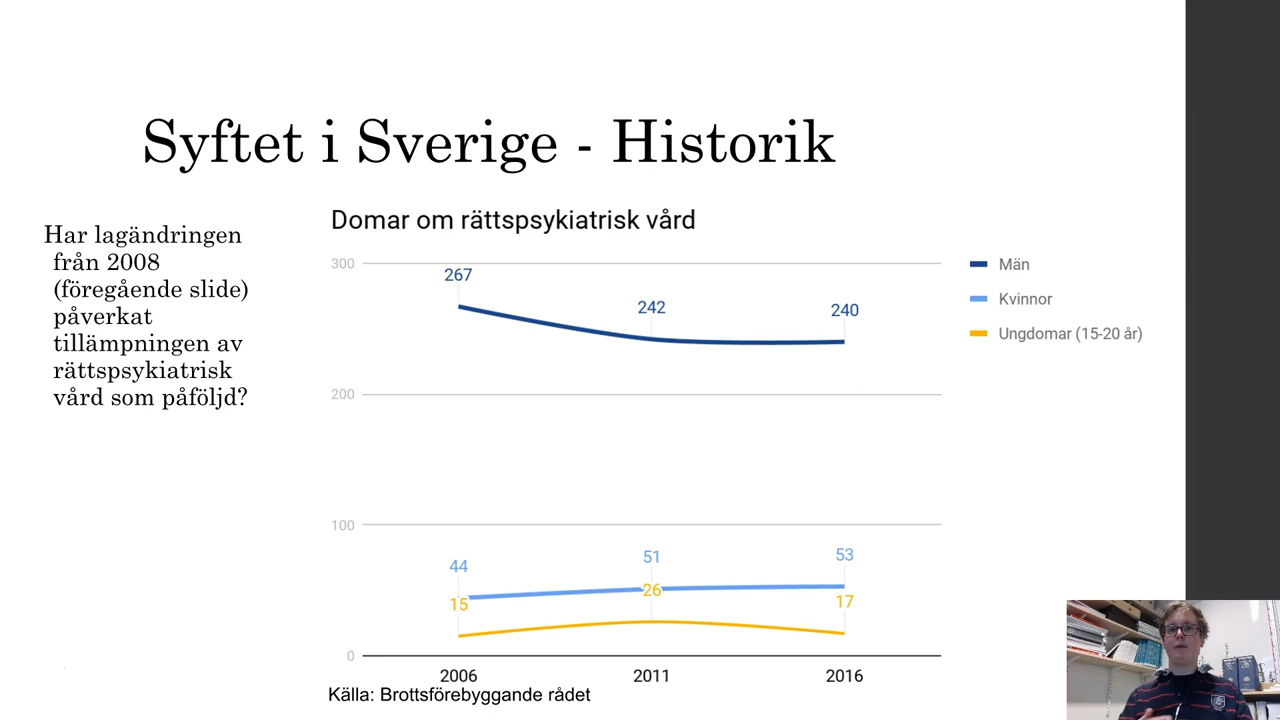 Syftet i Sverige - Historik
Har lagändringen
från 2008
(föregående slide)
påverkat
tillämpningen av
rättspsykiatrisk
vård som påföljd?
Domar om rättspsykiatrisk vård
300
200
100
0
267
242
240
44
51
53
15
26
17
2006
2011
2016
Män
Kvinnor
Ungdomar (15-20 år)
Källa: Brottsförebyggande rådet